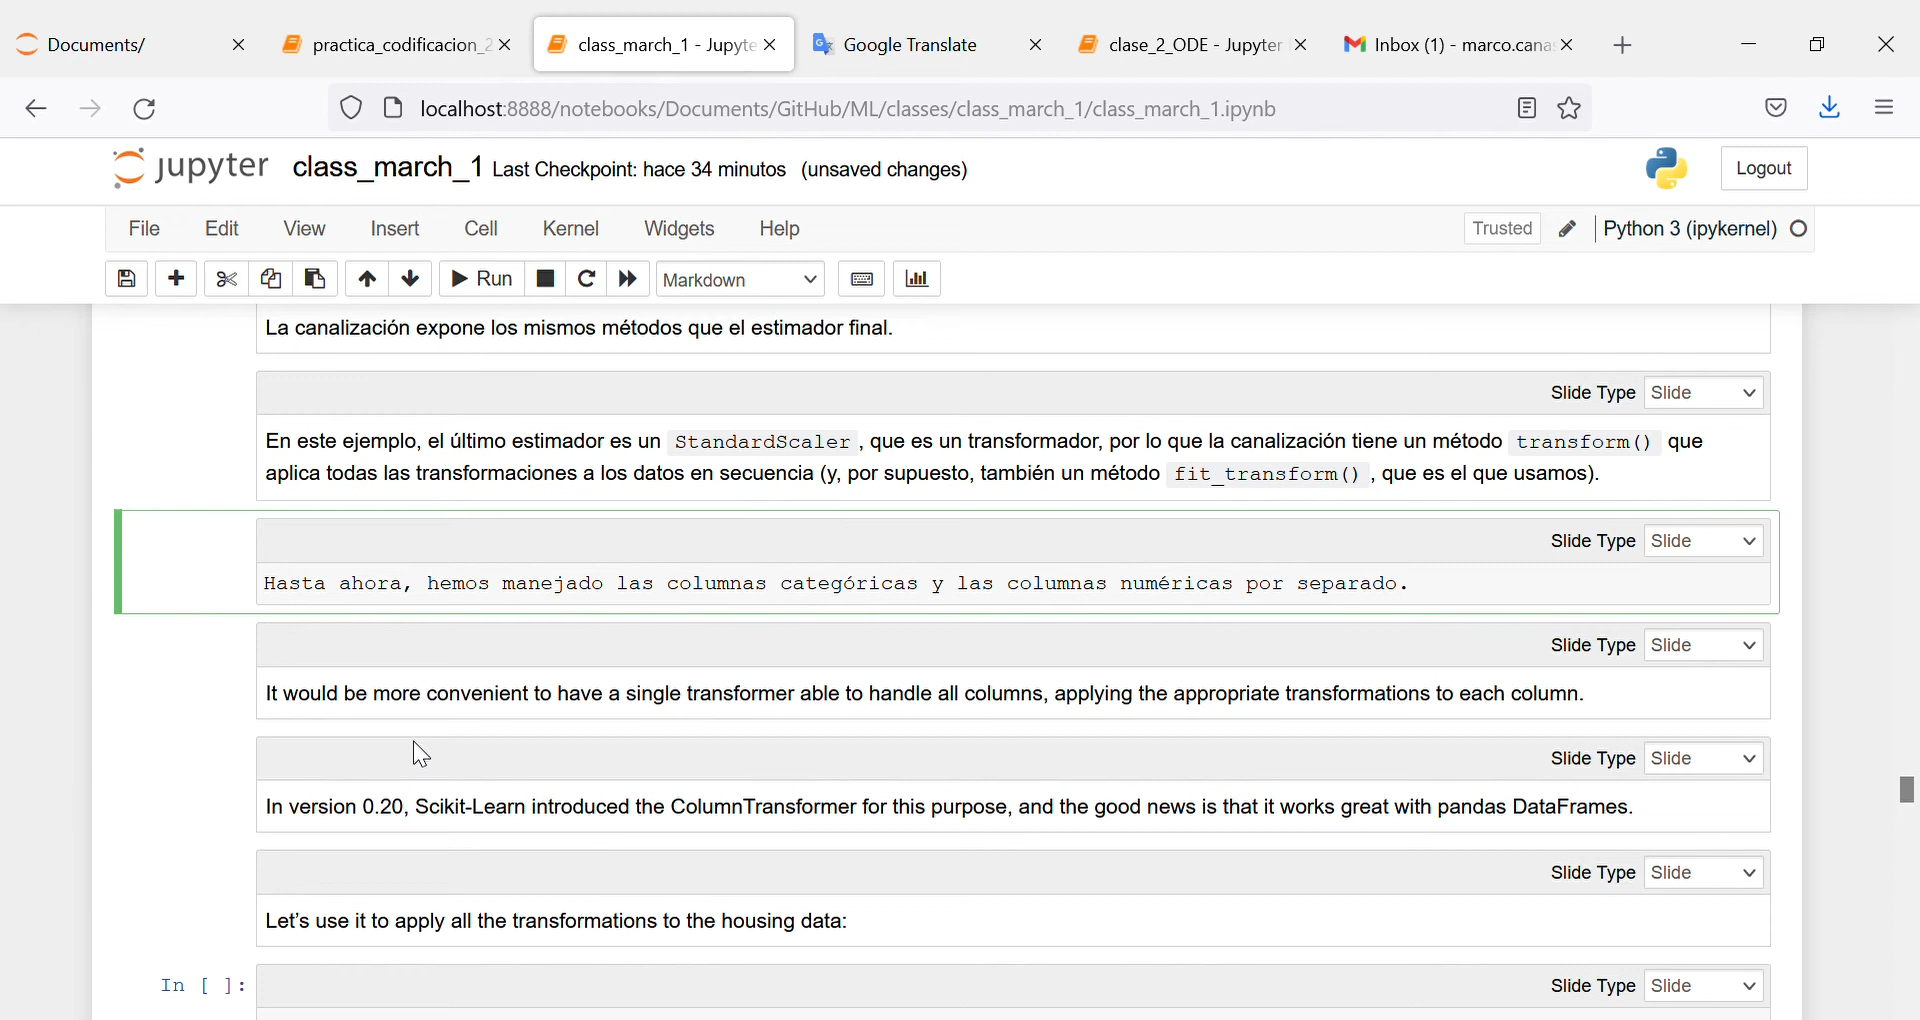 Documents/
practica_codificacion_2
class_march_1 - Jupyte
Google Translate
clase_2_ODE - Jupyter
Inbox (1) - marco.cana
localhost:8888/notebooks/Documents/GitHub/ML/classes/class_march_1/class_march_1.ipynb
jupyter class_march_1 Last Checkpoint: hace 34 minutos (unsaved changes)
Logout
File Edit View Insert Cell Kernel Widgets Help
Trusted Python 3 (ipykernel)
Run Markdown
La canalización expone los mismos métodos que el estimador final.
Slide Type Slide
En este ejemplo, el último estimador es un StandardScaler , que es un transformador, por lo que la canalización tiene un método transform() que
aplica todas las transformaciones a los datos en secuencia (y, por supuesto, también un método fit_transform() , que es el que usamos).
Slide Type Slide
Hasta ahora, hemos manejado las columnas categóricas y las columnas numéricas por separado.
Slide Type Slide
It would be more convenient to have a single transformer able to handle all columns, applying the appropriate transformations to each column.
Slide Type Slide
In version 0.20, Scikit-Learn introduced the ColumnTransformer for this purpose, and the good news is that it works great with pandas DataFrames.
Slide Type Slide
Let’s use it to apply all the transformations to the housing data:
In [ ]:
Slide Type Slide